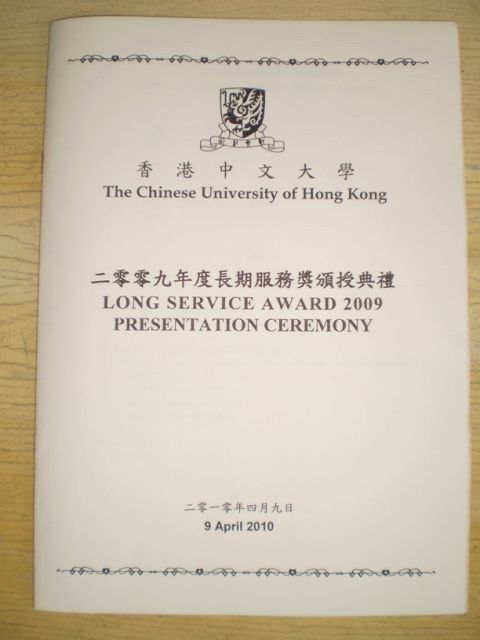 香港中文大學
The Chinese University of Hong Kong
二零零九年度長期服務獎頒授典禮
LONG SERVICE AWARD 2009
PRESENTATION CEREMONY
二零一零年四月九日
9 April 2010